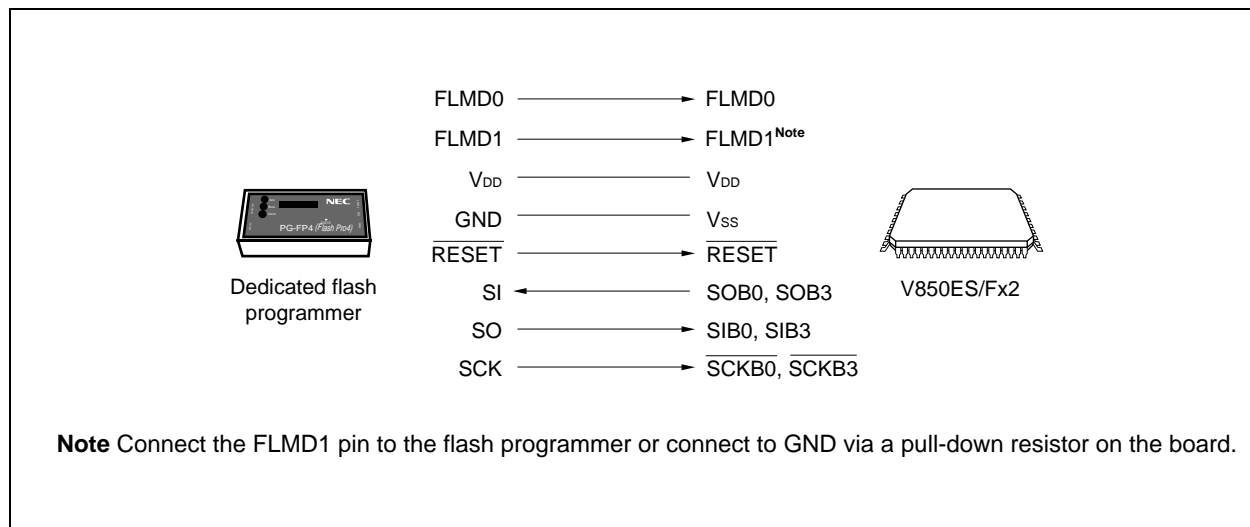 FLMD0 FLMD0
FLMD1 FLMD1Note
VDD VDD
GND VSS
RESET RESET
SI SOB0, SOB3
SO SIB0, SIB3
SCK SCKB0, SCKB3
NEC
PG-FP4 (Flash Pro4)
Dedicated flash
programmer
V850ES/Fx2
Note Connect the FLMD1 pin to the flash programmer or connect to GND via a pull-down resistor on the board.